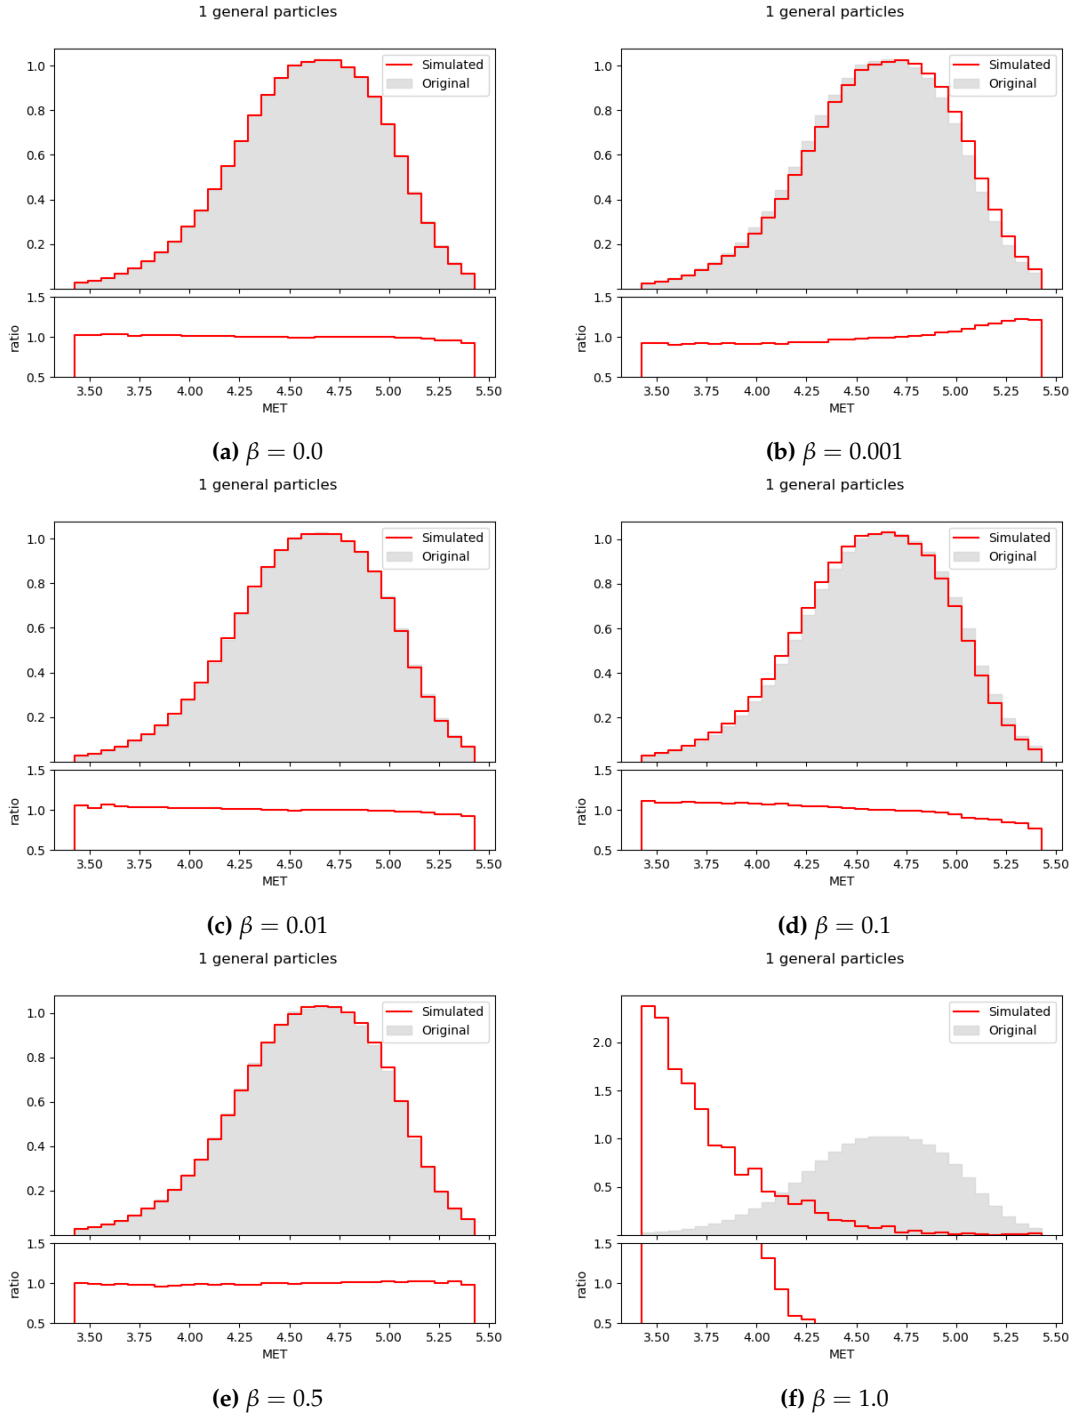 1 general particles
1.0
0.8
0.6
0.4
0.2
Simulated
Original
1.5
1.0
0.5
ratio
3.50 3.75 4.00 4.25 4.50 4.75 5.00 5.25 5.50
MET
(a) β = 0.0
1 general particles
1.0
0.8
0.6
0.4
0.2
Simulated
Original
1.5
1.0
0.5
ratio
3.50 3.75 4.00 4.25 4.50 4.75 5.00 5.25 5.50
MET
(b) β = 0.001
1 general particles
1.0
0.8
0.6
0.4
0.2
Simulated
Original
1.5
1.0
0.5
ratio
3.50 3.75 4.00 4.25 4.50 4.75 5.00 5.25 5.50
MET
(c) β = 0.01
1 general particles
1.0
0.8
0.6
0.4
0.2
Simulated
Original
1.5
1.0
0.5
ratio
3.50 3.75 4.00 4.25 4.50 4.75 5.00 5.25 5.50
MET
(d) β = 0.1
1 general particles
1.0
0.8
0.6
0.4
0.2
Simulated
Original
1.5
1.0
0.5
ratio
3.50 3.75 4.00 4.25 4.50 4.75 5.00 5.25 5.50
MET
(e) β = 0.5
1 general particles
2.0
1.5
1.0
0.5
Simulated
Original
1.5
1.0
0.5
ratio
3.50 3.75 4.00 4.25 4.50 4.75 5.00 5.25 5.50
MET
(f) β = 1.0